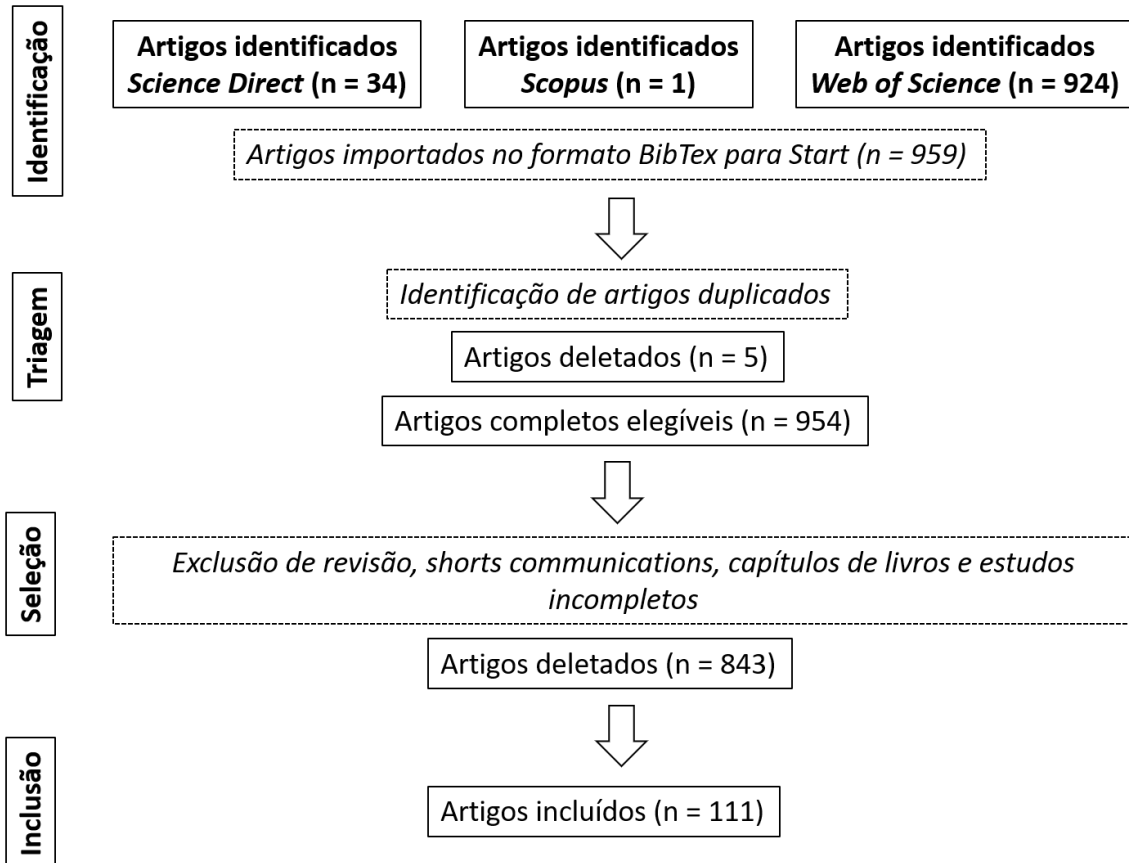 Identificação
Artigos identificados
Science Direct (n = 34)
Artigos identificados
Scopus (n = 1)
Artigos identificados
Web of Science (n = 924)
Artigos importados no formato BibTex para Start (n = 959)
Triagem
Identificação de artigos duplicados
Artigos deletados (n = 5)
Artigos completos elegíveis (n = 954)
Seleção
Exclusão de revisão, shorts communications, capítulos de livros e estudos
incompletos
Artigos deletados (n = 843)
Inclusão
Artigos incluídos (n = 111)